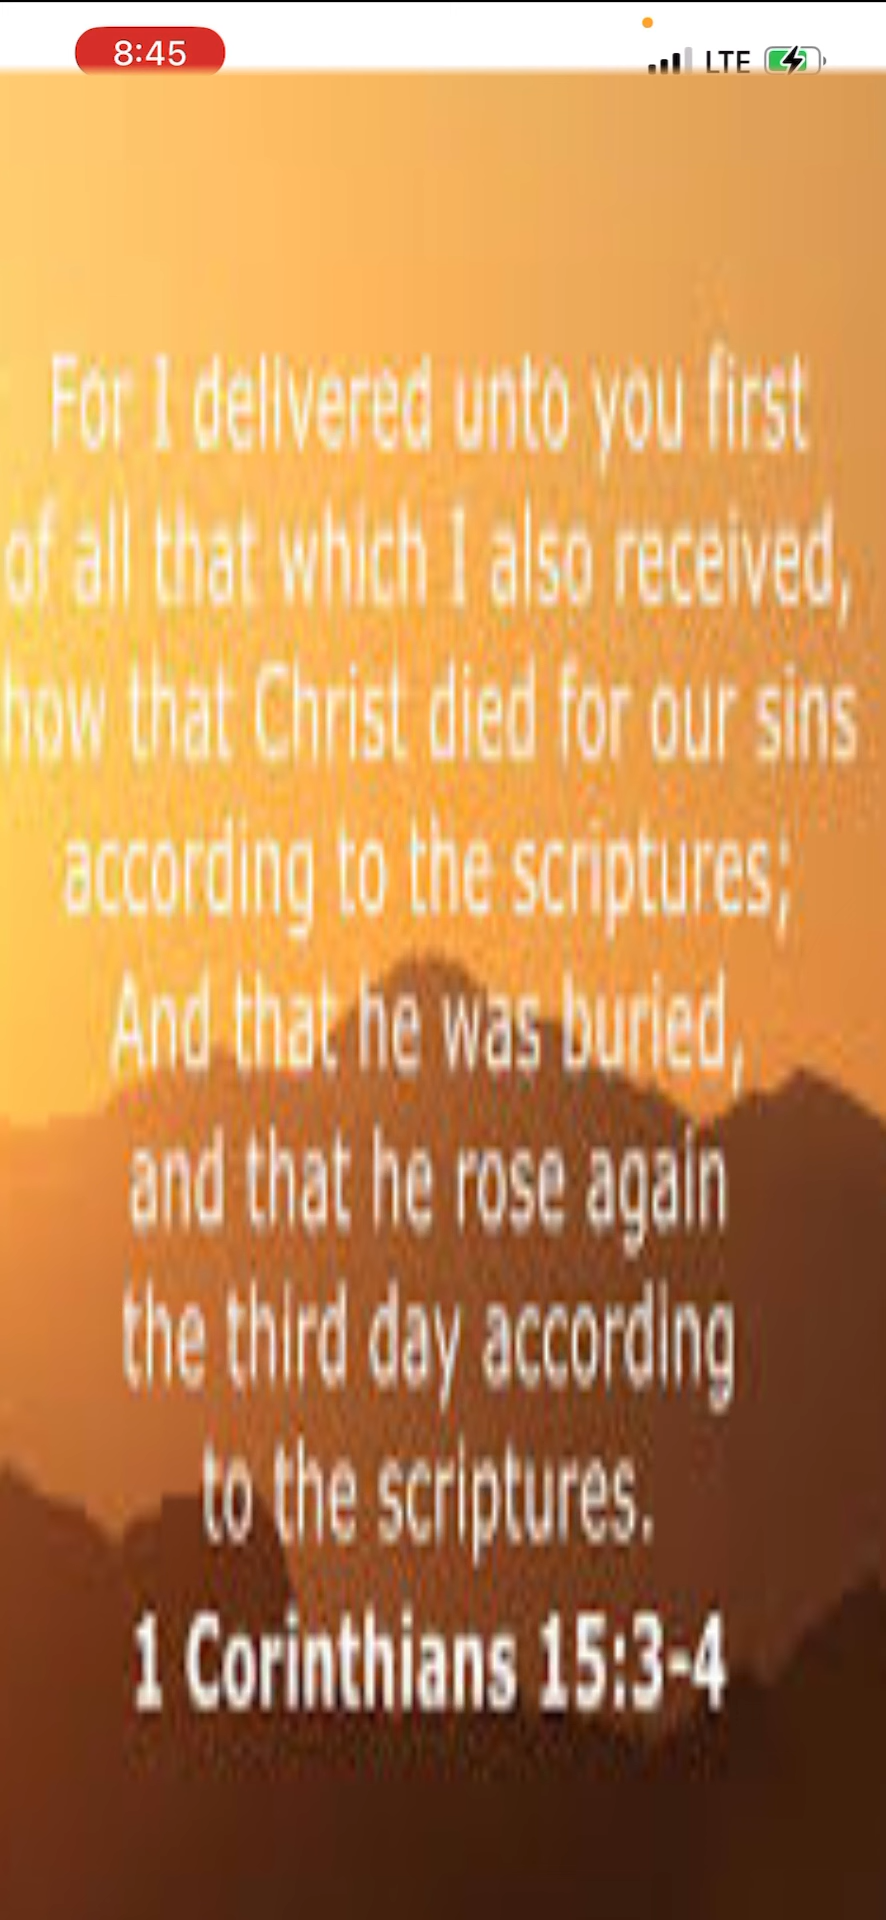 8:45
LTE
For I delivered unto you first
of all that which I also received,
how that Christ died for our sins
according to the scriptures;
And that he was buried,
and that he rose again
the third day according
to the scriptures.
1 Corinthians 15:3-4